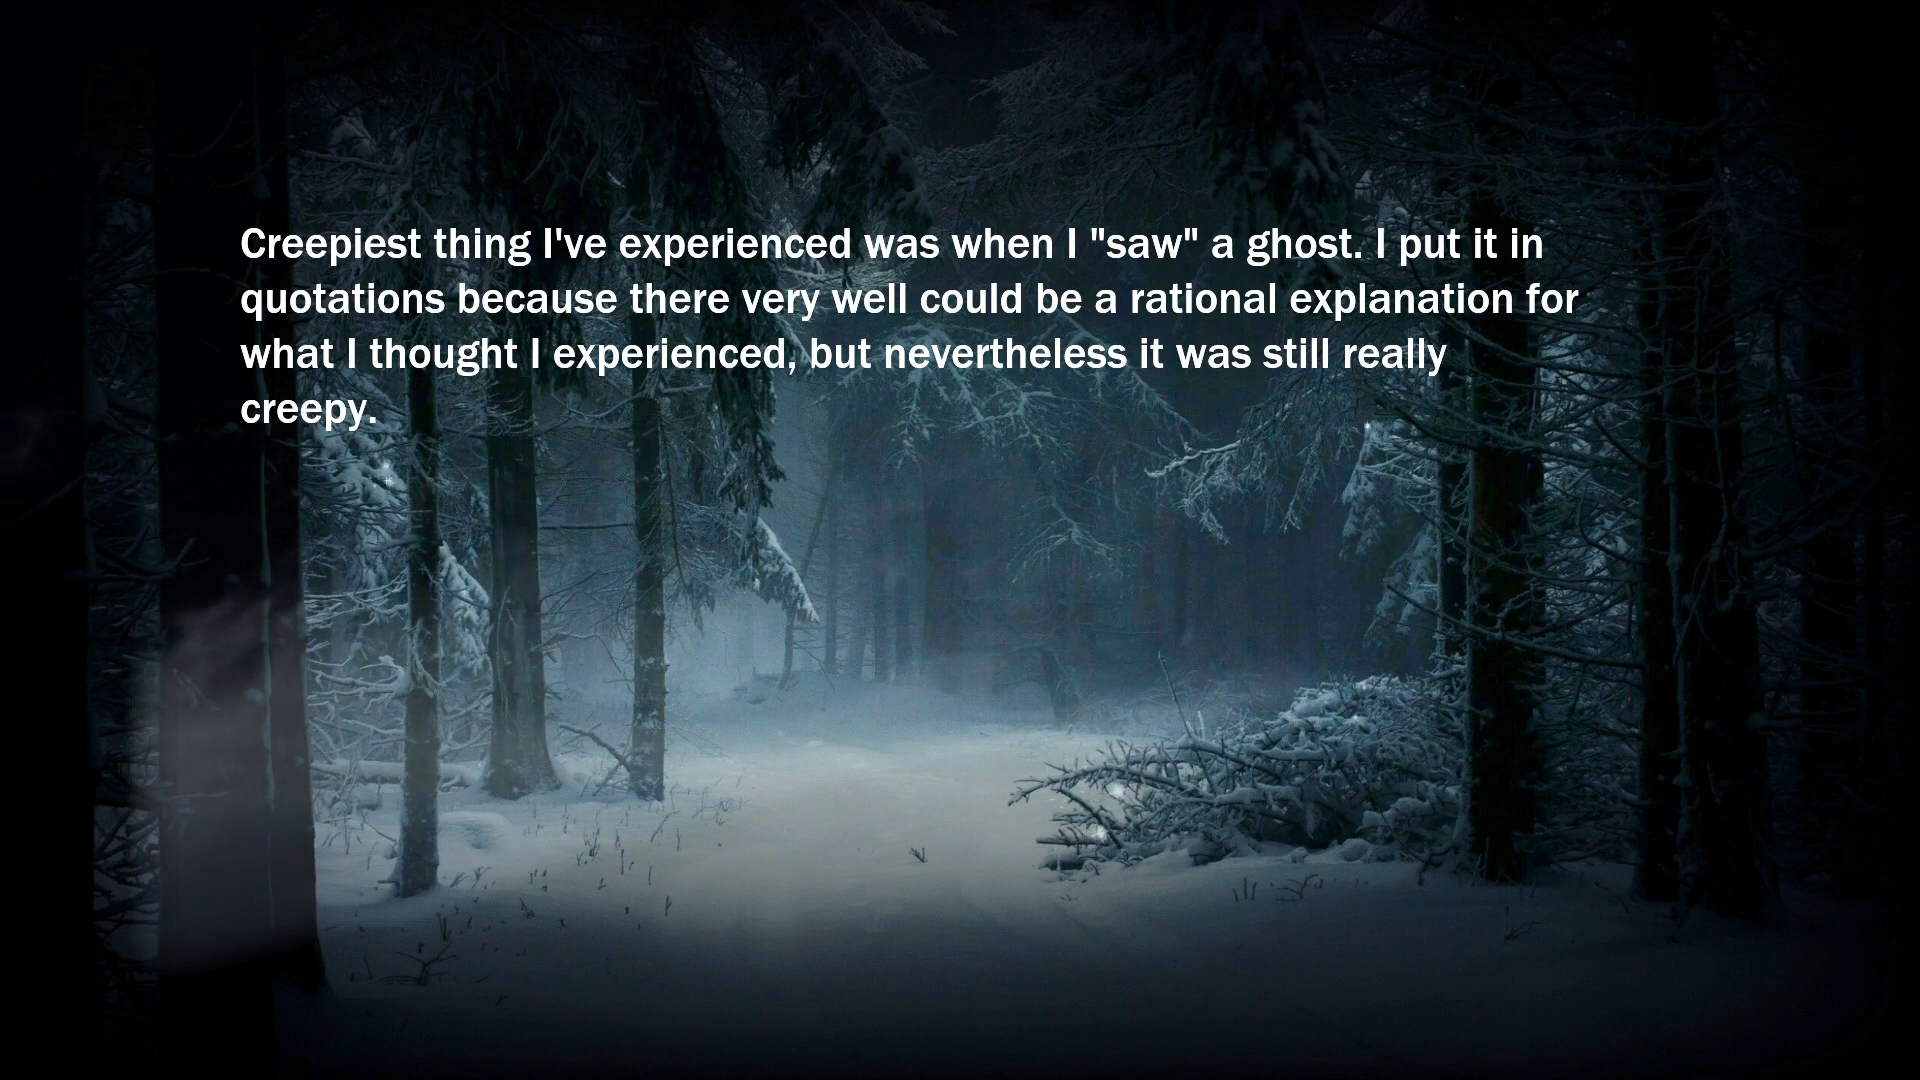 Creepiest thing I've experienced was when I "saw" a ghost. I put it in
quotations because there very well could be a rational explanation for
what I thought I experienced, but nevertheless it was still really
creepy.